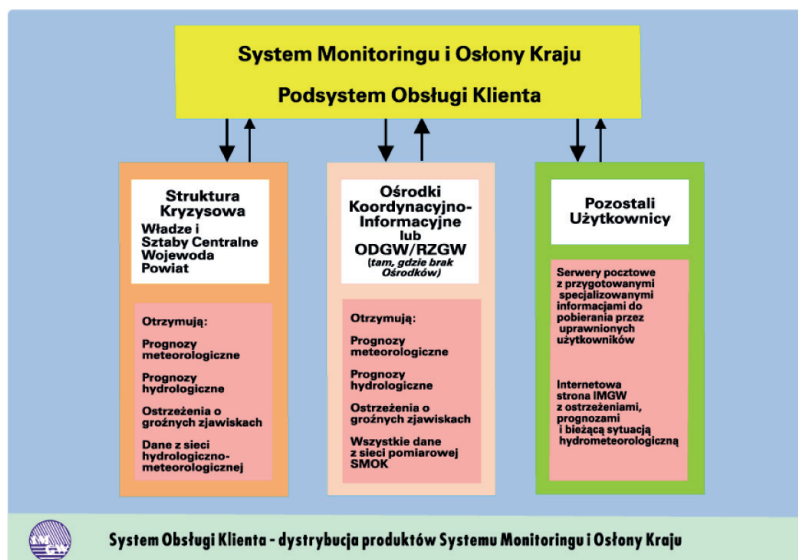 System Monitoringu i Osłony Kraju
Podsystem Obsługi Klienta
Struktura
Kryzysowa
Władze i
Sztaby Centralne
Wojewoda
Powiat
Otrzymują:
Prognozy
meteorologiczne
Prognozy
hydrologiczne
Ostrzeżenia o
groźnych zjawiskach
Dane z sieci
hydrologiczno-
meteorologicznej
Ośrodki
Koordynacyjno-
Informacyjne
lub
ODGW/RZGW
(tam, gdzie brak
Ośrodków)
Otrzymują:
Prognozy
meteorologiczne
Prognozy
hydrologiczne
Ostrzeżenia o
groźnych zjawiskach
Wszystkie dane
z sieci pomiarowej
SMOK
Pozostali
Użytkownicy
Serwery pocztowe
z przygotowanymi
specjalizowanymi
informacjami do
pobierania przez
uprawnionych
użytkowników
Internetowa
strona IMGW
z ostrzeżeniami,
prognozami
i bieżącą sytuacją
hydrometeorologiczną
IMGW
System Obsługi Klienta - dystrybucja produktów Systemu Monitoringu i Osłony Kraju